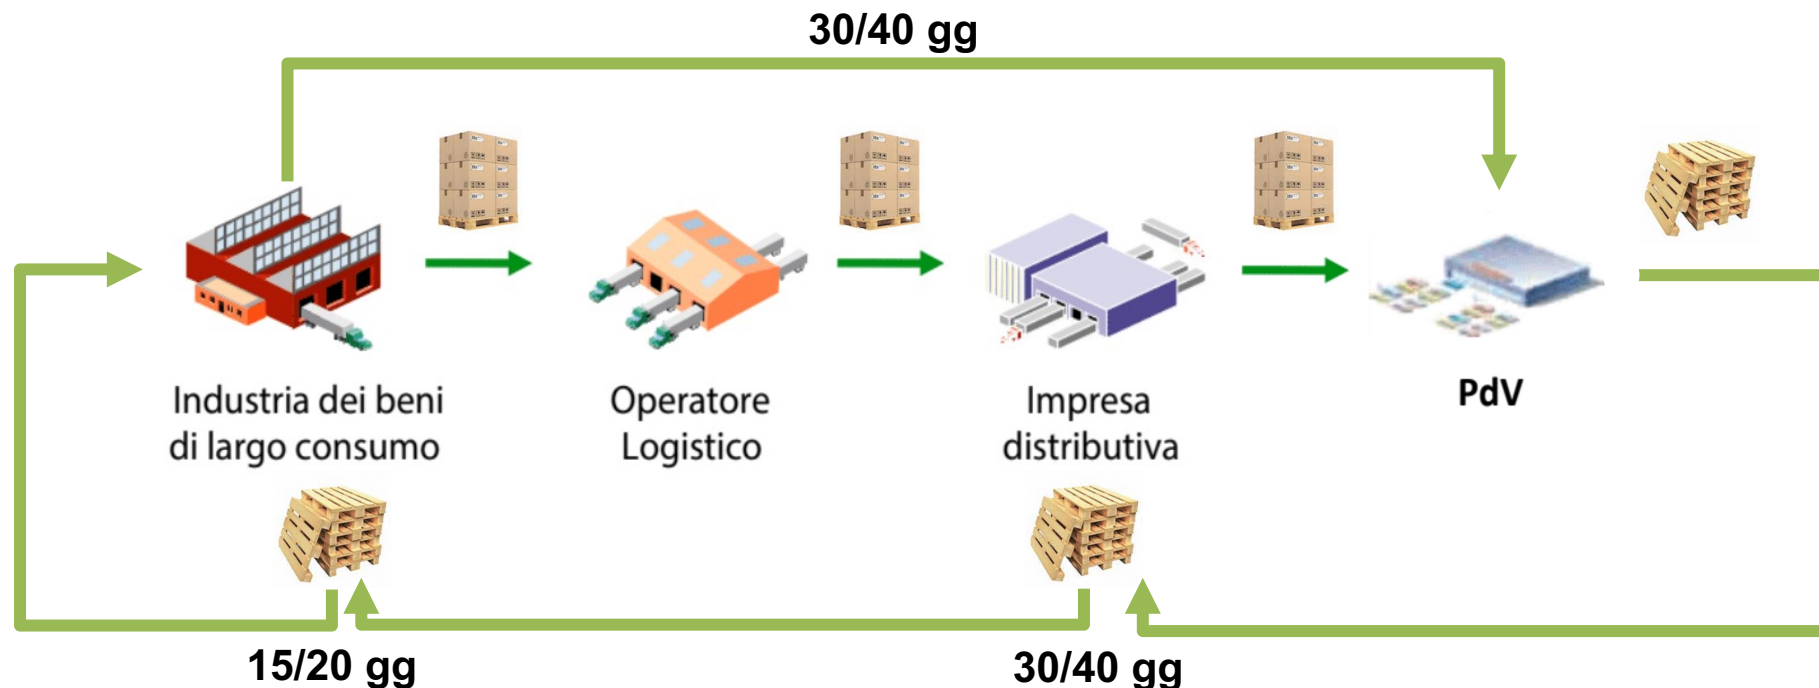 30/40 gg
Industria dei beni
di largo consumo
Operatore
Logistico
Impresa
distributiva
PdV
15/20 gg
30/40 gg